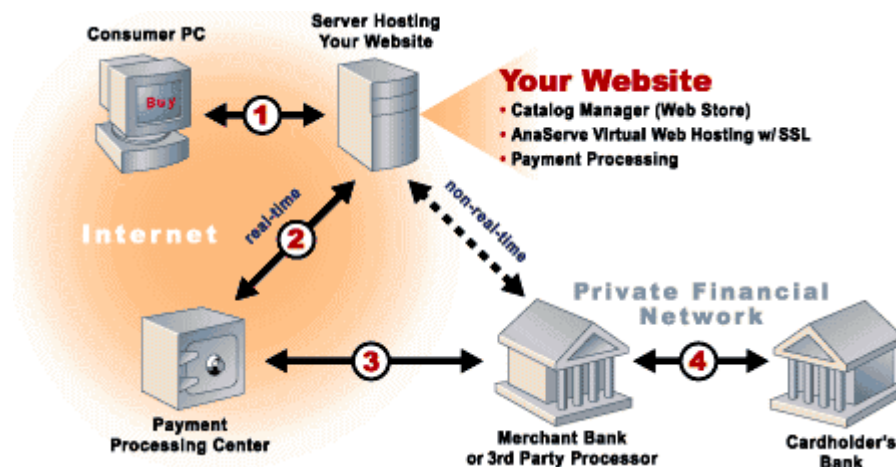 Consumer PC
Server Hosting
Your Website
Buy
1
Your Website
• Catalog Manager (Web Store)
• AnaServe Virtual Web Hosting w/ SSL
• Payment Processing
Internet
real-time
2
non-real-time
Private Financial
Network
3
4
Payment
Processing Center
Merchant Bank
or 3rd Party Processor
Cardholder's
Bank